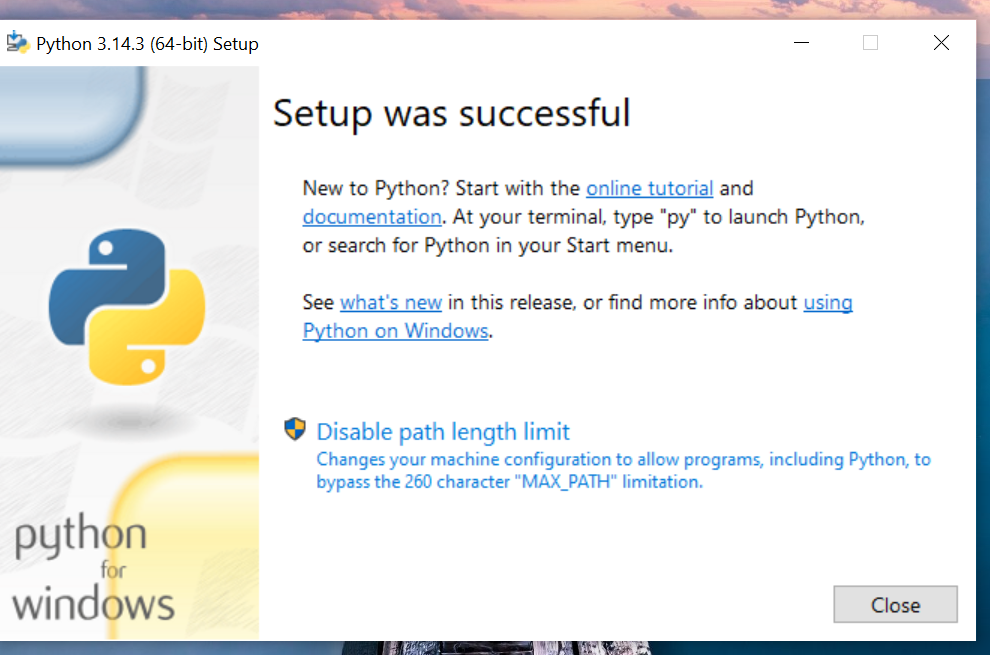 Python 3.14.3 (64-bit) Setup
Setup was successful
New to Python? Start with the online tutorial and
documentation. At your terminal, type "py" to launch Python,
or search for Python in your Start menu.
See what's new in this release, or find more info about using
Python on Windows.
Disable path length limit
Changes your machine configuration to allow programs, including Python, to
bypass the 260 character "MAX_PATH" limitation.
python
for
windows
Close